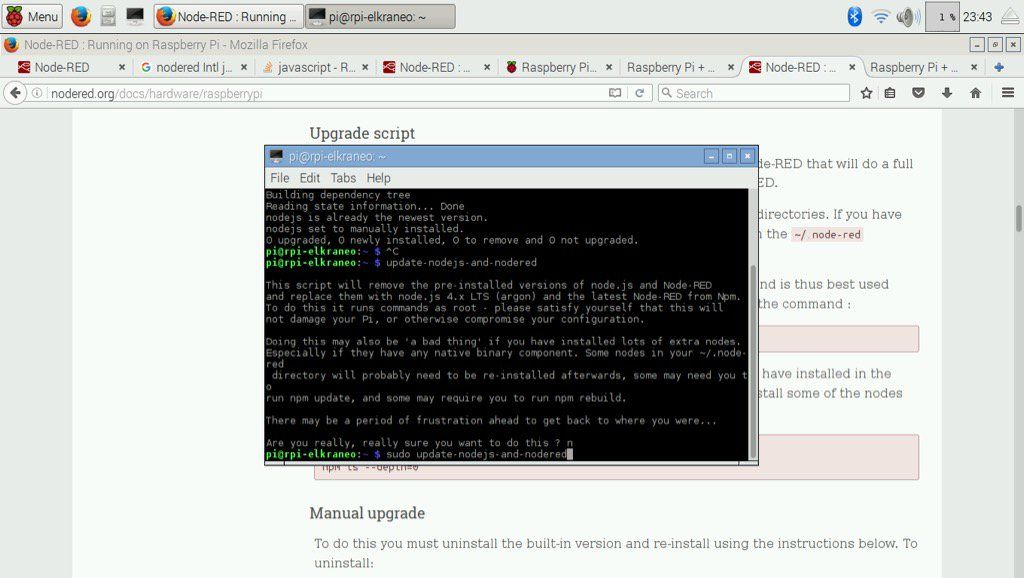 Menu
Node-RED : Running ...
pi@rpi-elkraneo: ~
1 %
23:43
Node-RED : Running on Raspberry Pi - Mozilla Firefox
Node-RED
nodered Intl j...
javascript - R...
Node-RED : ...
Raspberry Pi...
Raspberry Pi + ...
Node-RED : ...
Raspberry Pi + ...
nodered.org/docs/hardware/raspberrypi
Search
Upgrade script
pi@rpi-elkraneo: ~
File Edit Tabs Help
Building dependency tree
Reading state information... Done
nodejs is already the newest version.
nodejs set to manually installed.
0 upgraded, 0 newly installed, 0 to remove and 0 not upgraded.
pi@rpi-elkraneo:~ $ ^C
pi@rpi-elkraneo:~ $ update-nodejs-and-nodered
This script will remove the pre-installed versions of node.js and Node-RED
and replace them with node.js 4.x LTS (argon) and the latest Node-RED from Npm.
To do this it runs commands as root - please satisfy yourself that this will
not damage your Pi, or otherwise compromise your configuration.
Doing this may also be 'a bad thing' if you have installed lots of extra nodes.
Especially if they have any native binary component. Some nodes in your ~/.node-
red
directory will probably need to be re-installed afterwards, some may need you t
o
run npm update, and some may require you to run npm rebuild.
There may be a period of frustration ahead to get back to where you were...
Are you really, really sure you want to do this ? n
pi@rpi-elkraneo:~ $ sudo update-nodejs-and-nodered
de-RED that will do a full
ED.
directories. If you have
n the ~/.node-red
nd is thus best used
the command :
have installed in the
stall some of the nodes
npm ls --depth=0
Manual upgrade
To do this you must uninstall the built-in version and re-install using the instructions below. To
uninstall: